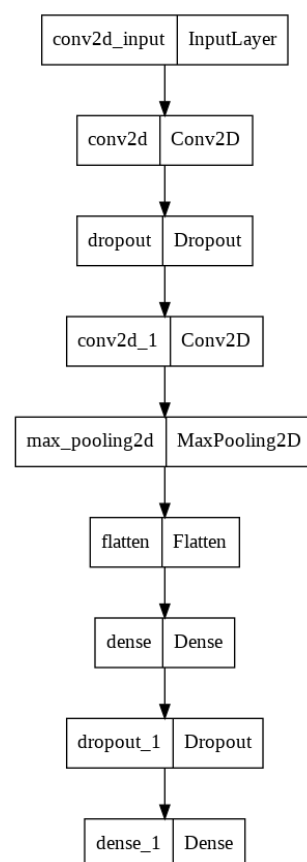 conv2d_input InputLayer
conv2d Conv2D
dropout Dropout
conv2d_1 Conv2D
max_pooling2d MaxPooling2D
flatten Flatten
dense Dense
dropout_1 Dropout
dense_1 Dense